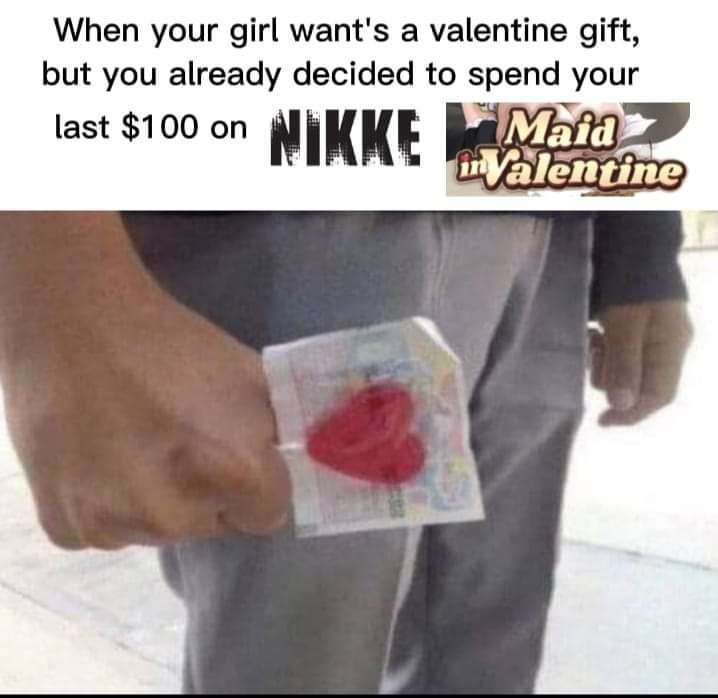 When your girl want's a valentine gift,
but you already decided to spend your
last $100 on NIKKE Maid
in Valentine